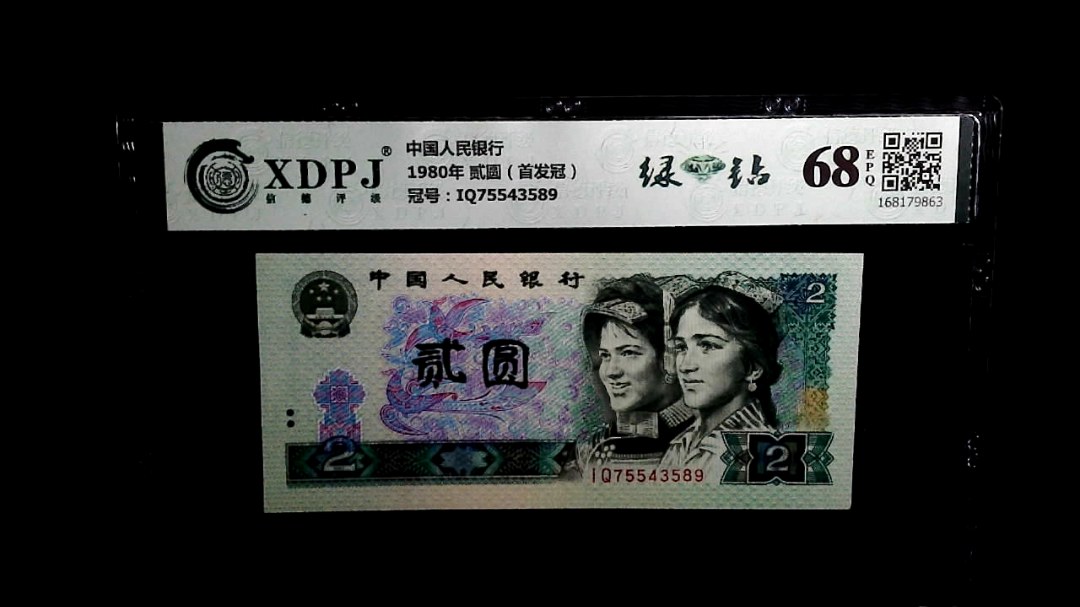 XDPJ®
信德评级
中国人民银行
1980年 贰圆（首发冠）
冠号：IQ75543589
绿 钻
68
EPQ
168179863
中国人民银行
2
贰圆
2
IQ75543589
2